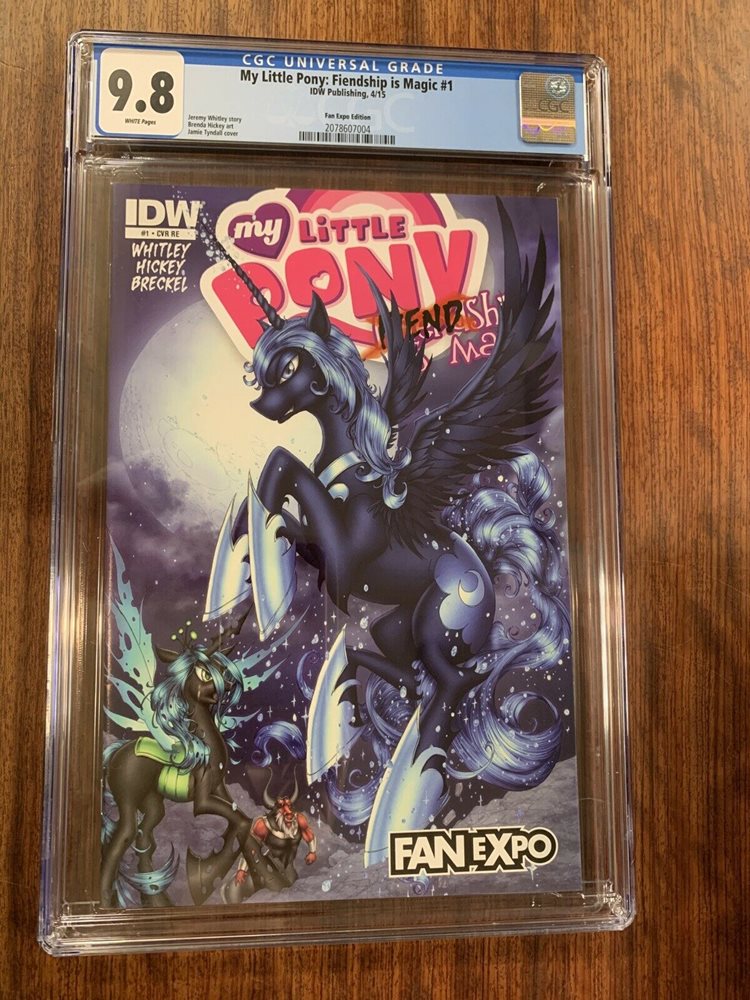 CGC UNIVERSAL GRADE
9.8
WHITE Pages
My Little Pony: Fiendship is Magic #1
IDW Publishing, 4/15
Jeremy Whitley story
Brenda Hickey art
Jamie Tyndall cover
Fan Expo Edition
2078607004
CGC
IDW
#1 • CVR RE
WHITLEY
HICKEY
BRECKEL
my LiTTLE
PONY
FIEND Ship
Ma
FAN EXPO